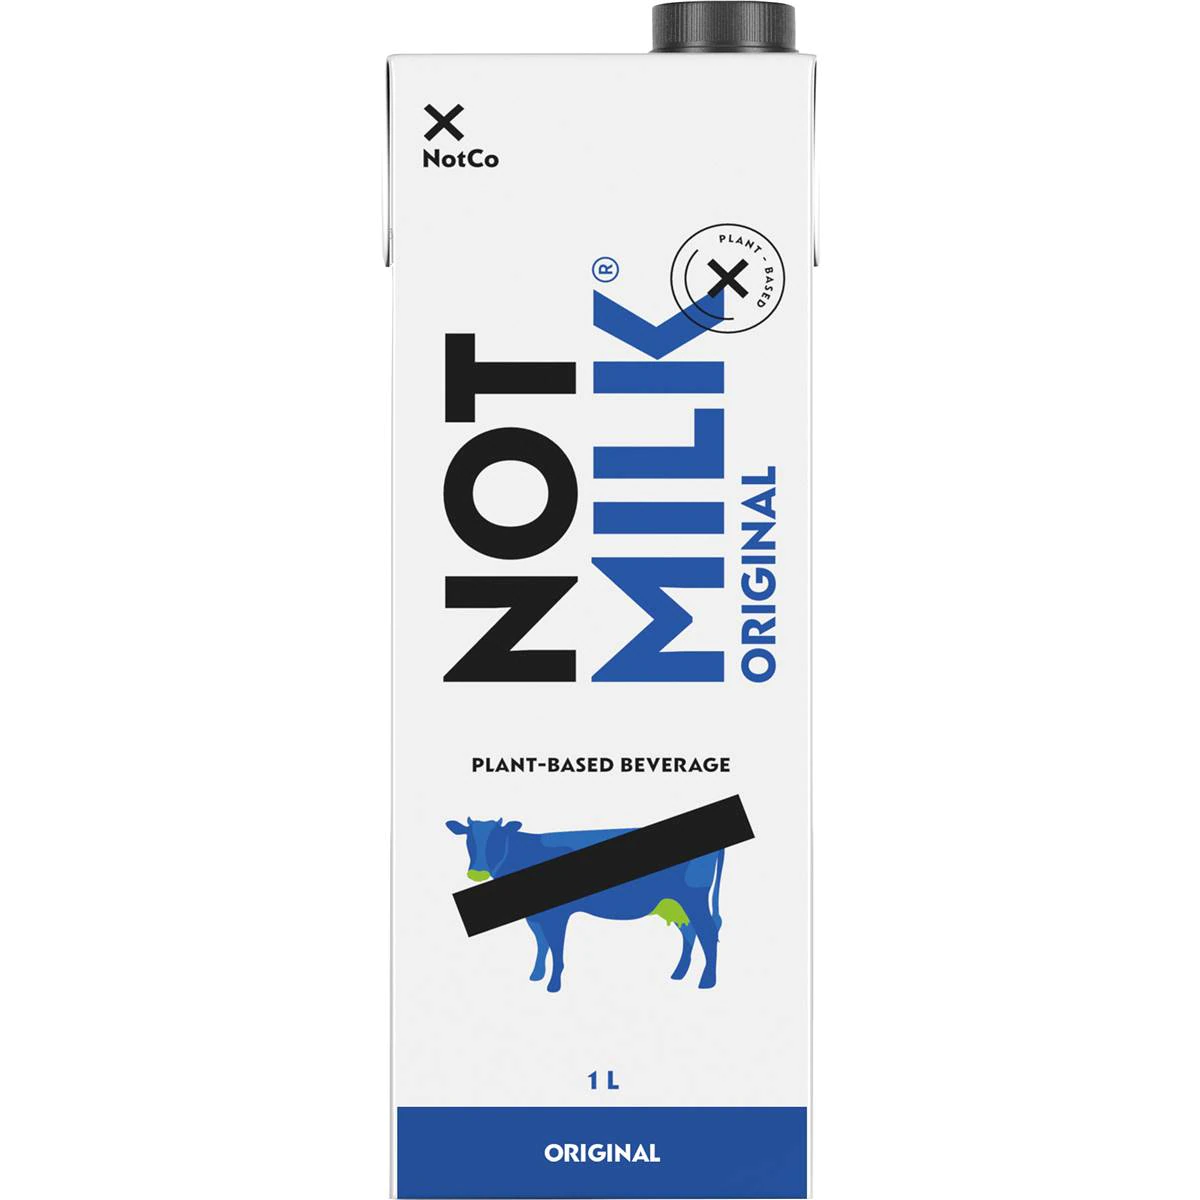 NotCo
PLANT - BASED
NOT
MILK®
ORIGINAL
PLANT-BASED BEVERAGE
1 L
ORIGINAL